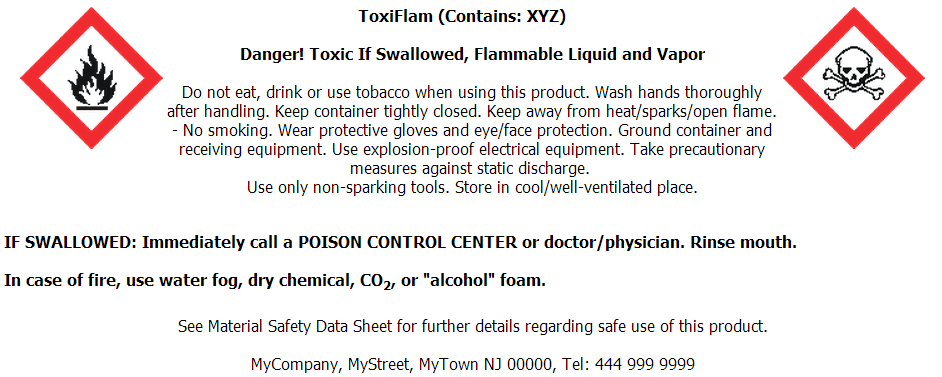 ToxiFlam (Contains: XYZ)
Danger! Toxic If Swallowed, Flammable Liquid and Vapor
Do not eat, drink or use tobacco when using this product. Wash hands thoroughly
after handling. Keep container tightly closed. Keep away from heat/sparks/open flame.
- No smoking. Wear protective gloves and eye/face protection. Ground container and
receiving equipment. Use explosion-proof electrical equipment. Take precautionary
measures against static discharge.
Use only non-sparking tools. Store in cool/well-ventilated place.
IF SWALLOWED: Immediately call a POISON CONTROL CENTER or doctor/physician. Rinse mouth.
In case of fire, use water fog, dry chemical, CO₂, or "alcohol" foam.
See Material Safety Data Sheet for further details regarding safe use of this product.
MyCompany, MyStreet, MyTown NJ 00000, Tel: 444 999 9999